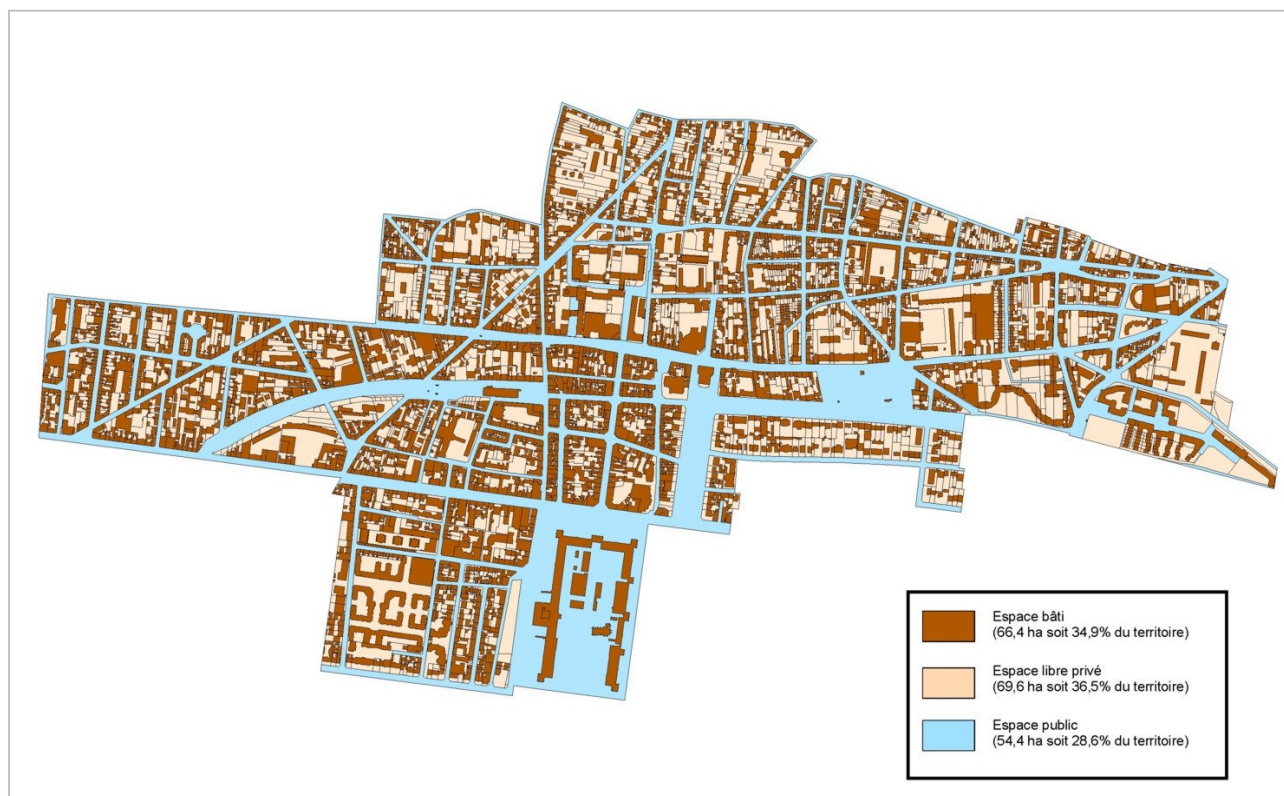 Espace bâti
(66,4 ha soit 34,9% du territoire)
Espace libre privé
(69,6 ha soit 36,5% du territoire)
Espace public
(54,4 ha soit 28,6% du territoire)